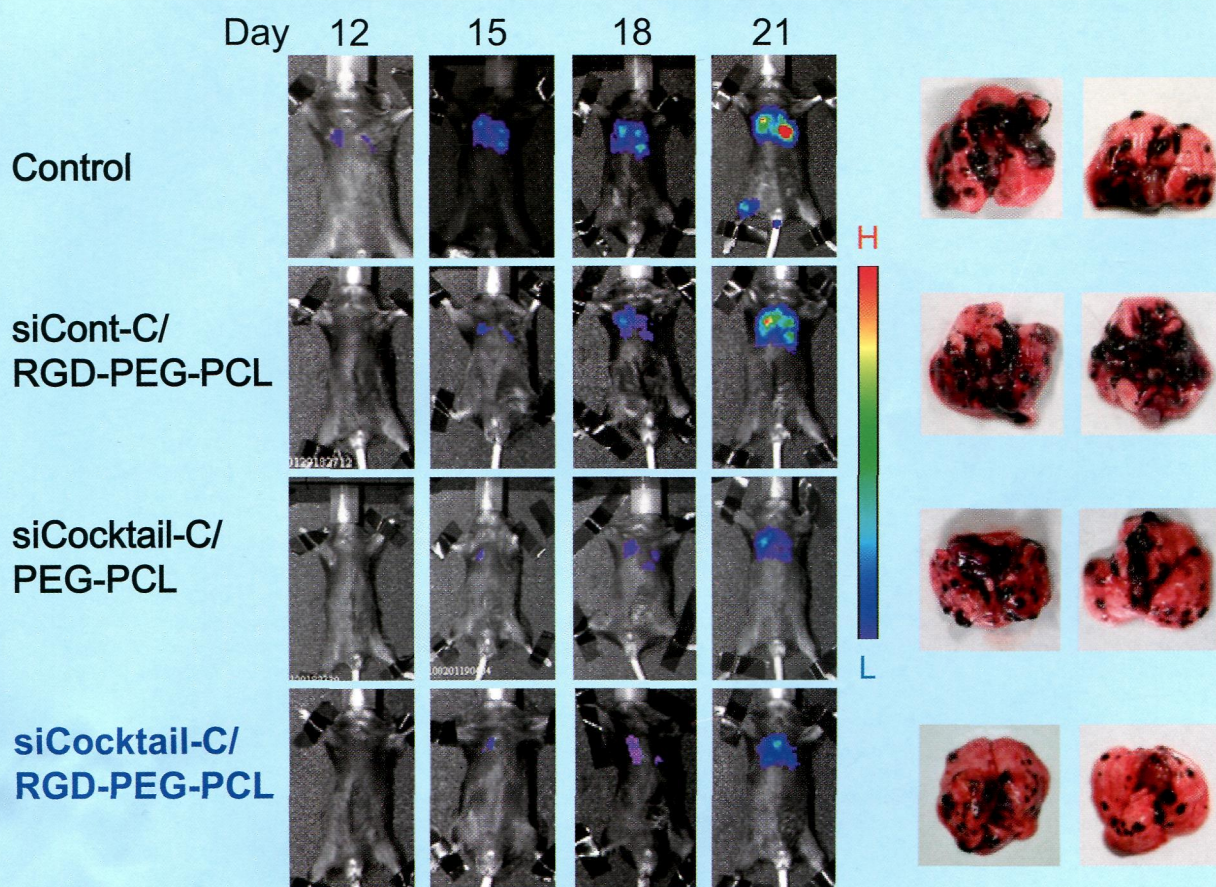 Day 12 15 18 21
Control
H
siCont-C/
RGD-PEG-PCL
siCocktail-C/
PEG-PCL
L
siCocktail-C/
RGD-PEG-PCL